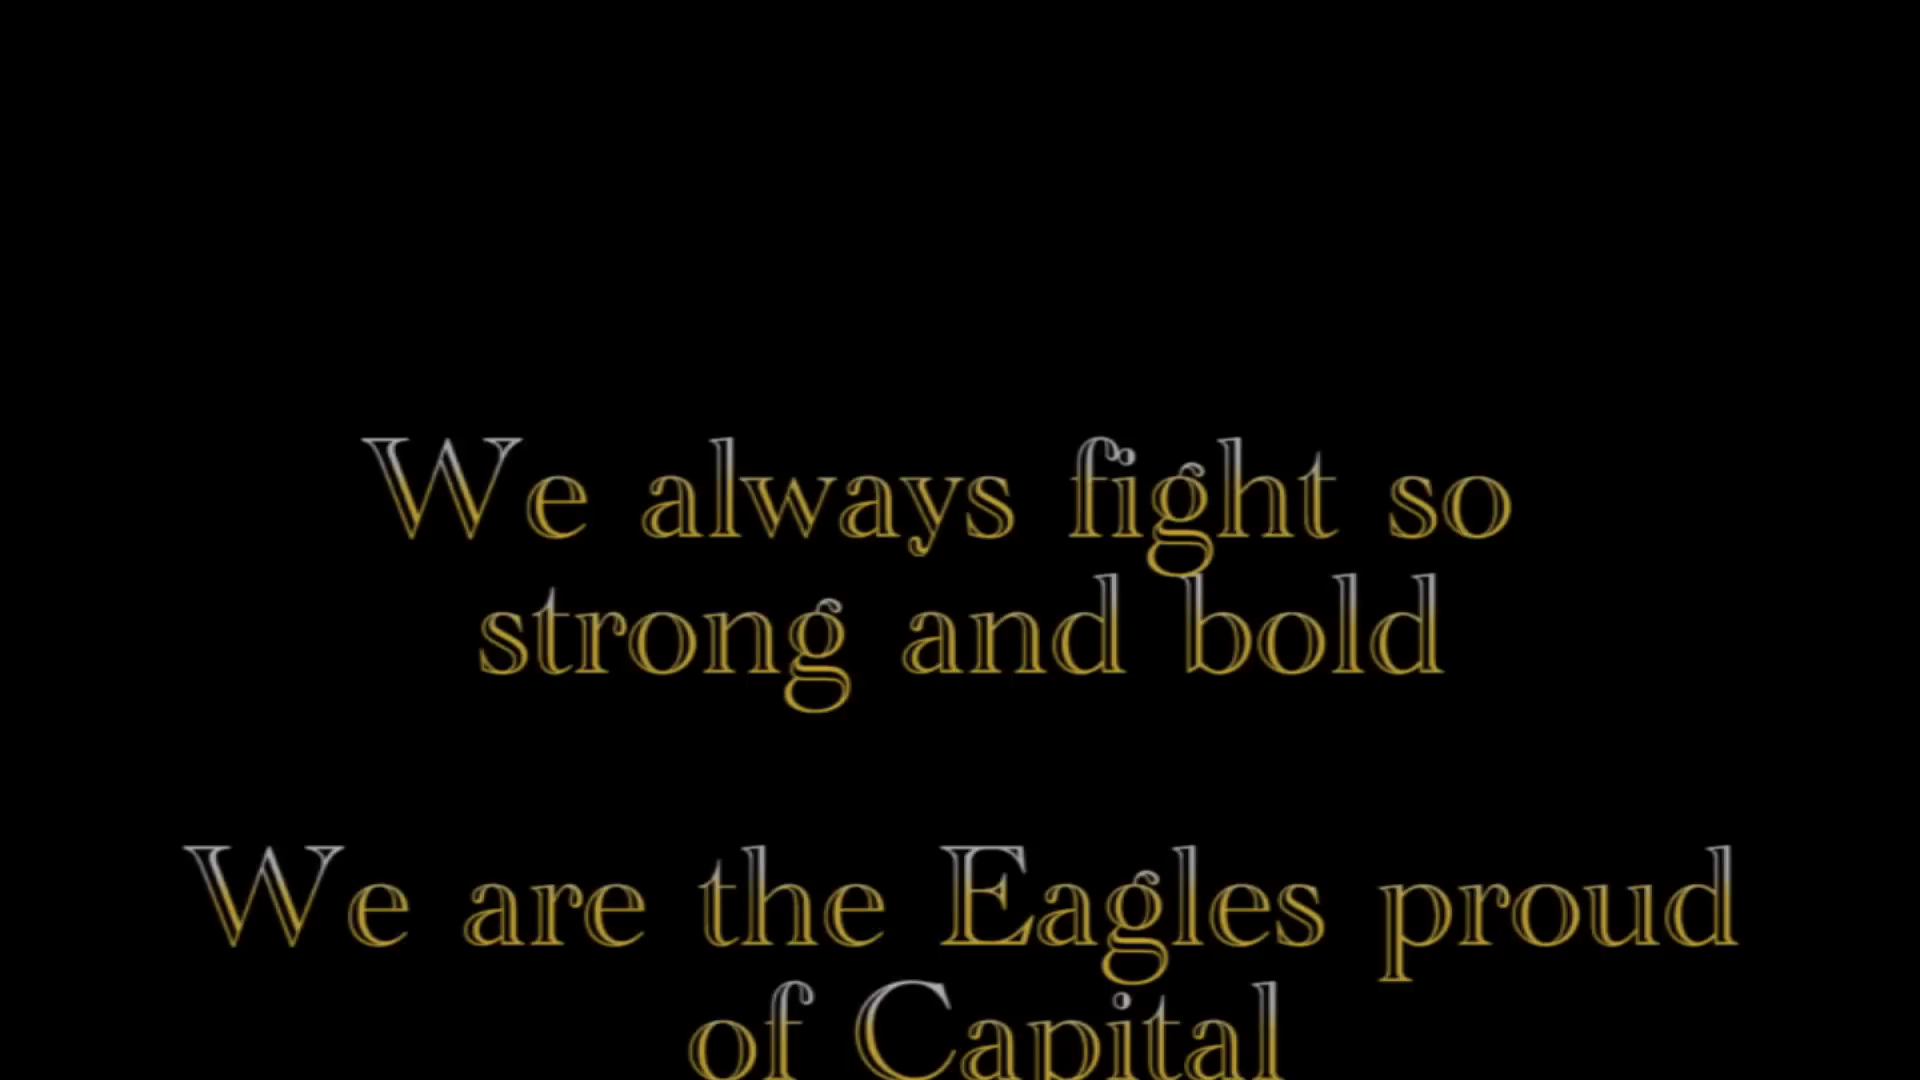 We always fight so
strong and bold
We are the Eagles proud
of Capital